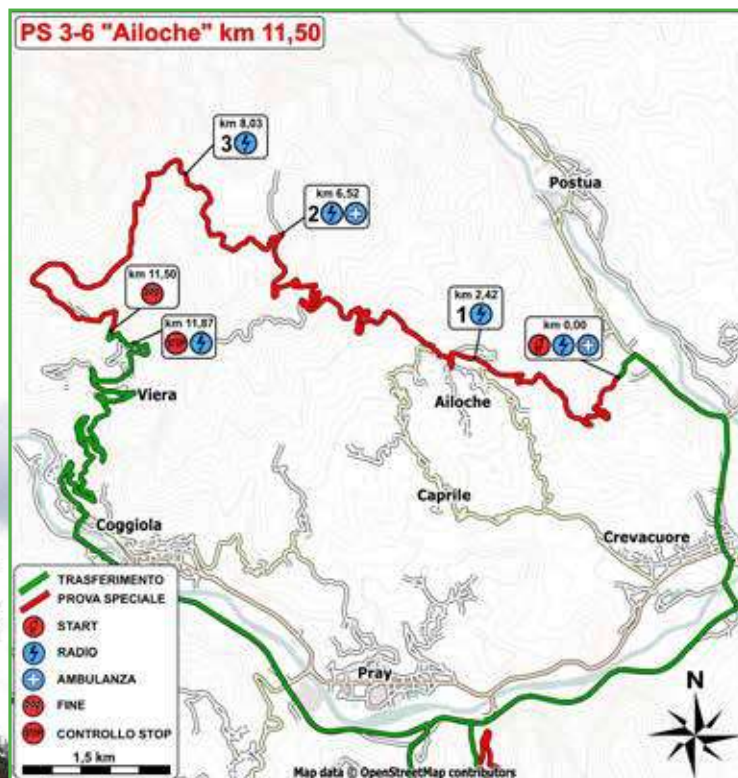 PS 3-6 "Ailoche" km 11,50
km 8,03
3
km 6,52
2
Postua
km 11,50
km 2,42
1
km 0,00
km 11,87
STOP
Viera
Ailoche
Caprile
Coggiola
Crevacuore
TRASFERIMENTO
PROVA SPECIALE
START
RADIO
AMBULANZA
FINE
STOP
CONTROLLO STOP
1,5 km
Pray
N
Map data © OpenStreetMap contributors